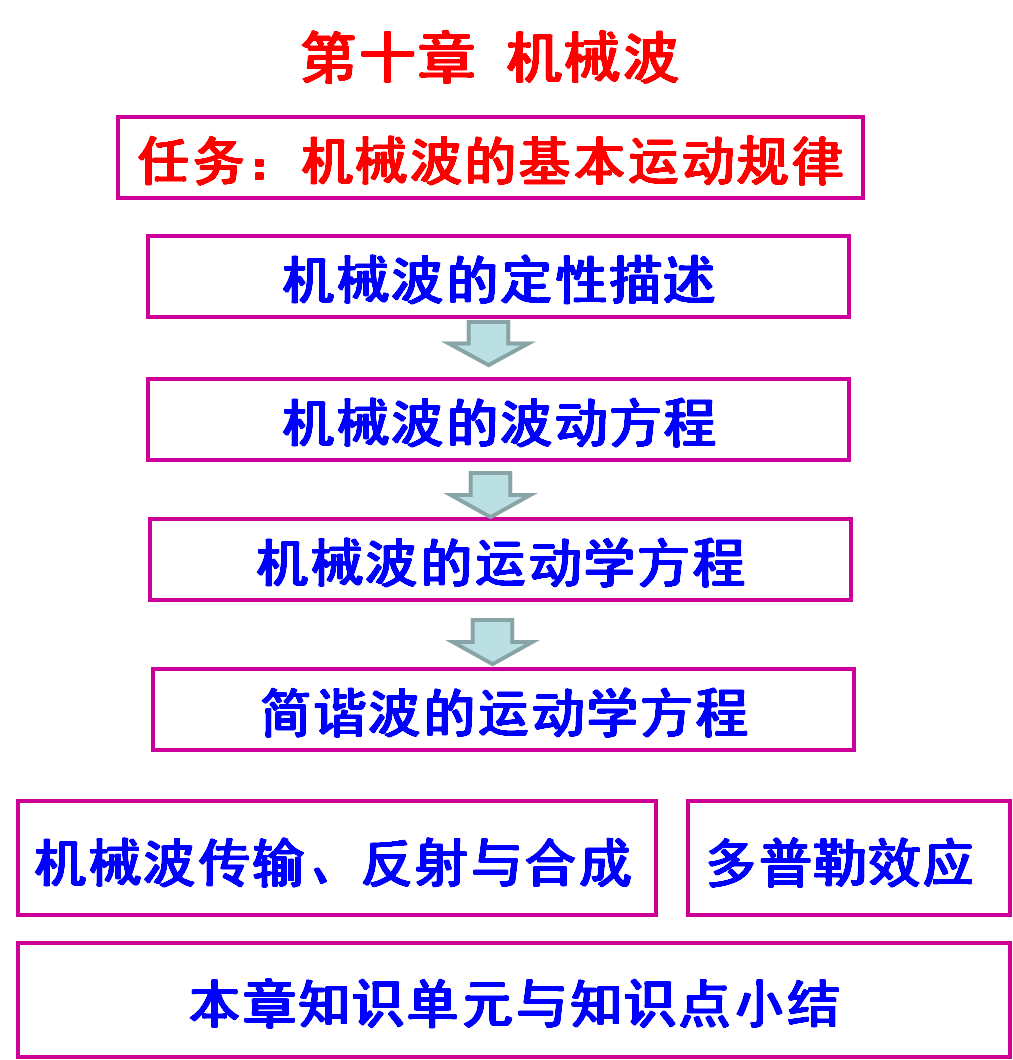 第十章 机械波
任务：机械波的基本运动规律
机械波的定性描述
机械波的波动方程
机械波的运动学方程
简谐波的运动学方程
机械波传输、反射与合成
多普勒效应
本章知识单元与知识点小结